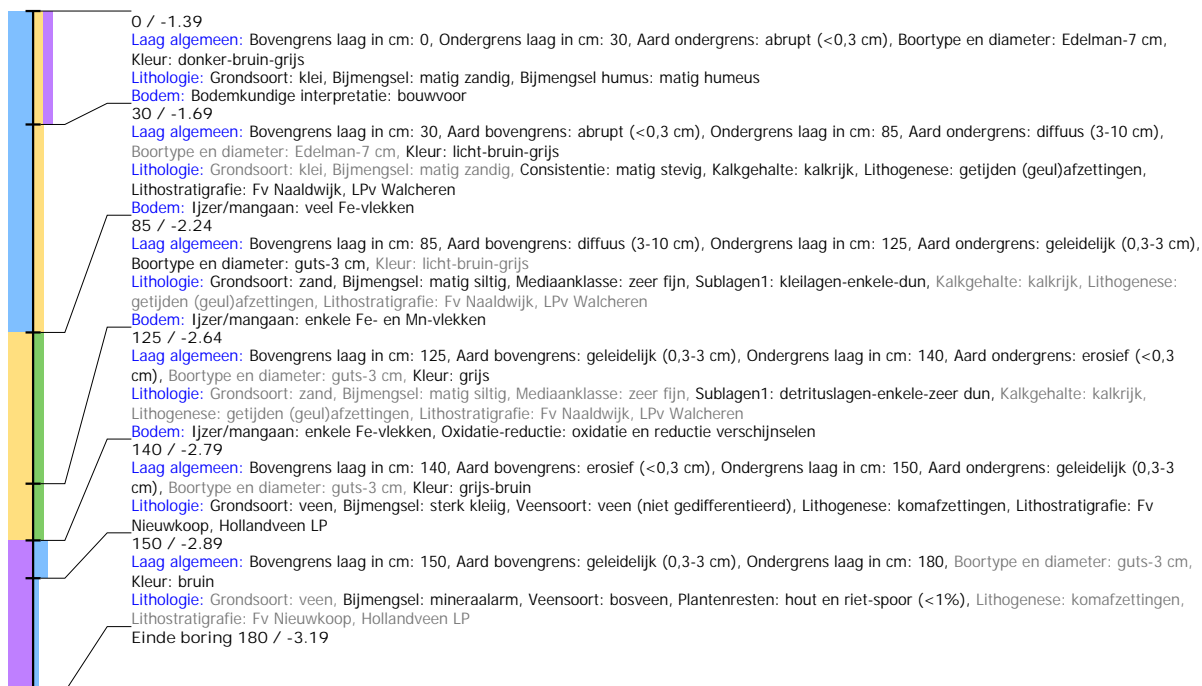 0 / -1.39
Laag algemeen: Bovengrens laag in cm: 0, Ondergrens laag in cm: 30, Aard ondergrens: abrupt (<0,3 cm), Boortype en diameter: Edelman-7 cm,
Kleur: donker-bruin-grijs
Lithologie: Grondsoort: klei, Bijmengsel: matig zandig, Bijmengsel humus: matig humeus
Bodem: Bodemkundige interpretatie: bouwvoor
30 / -1.69
Laag algemeen: Bovengrens laag in cm: 30, Aard bovengrens: abrupt (<0,3 cm), Ondergrens laag in cm: 85, Aard ondergrens: diffuus (3-10 cm),
Boortype en diameter: Edelman-7 cm, Kleur: licht-bruin-grijs
Lithologie: Grondsoort: klei, Bijmengsel: matig zandig, Consistentie: matig stevig, Kalkgehalte: kalkrijk, Lithogenese: getijden (geul)afzettingen,
Lithostratigrafie: Fv Naaldwijk, LPv Walcheren
Bodem: Ijzer/mangaan: veel Fe-vlekken
85 / -2.24
Laag algemeen: Bovengrens laag in cm: 85, Aard bovengrens: diffuus (3-10 cm), Ondergrens laag in cm: 125, Aard ondergrens: geleidelijk (0,3-3 cm),
Boortype en diameter: guts-3 cm, Kleur: licht-bruin-grijs
Lithologie: Grondsoort: zand, Bijmengsel: matig siltig, Mediaanklasse: zeer fijn, Sublagen1: kleilagen-enkele-dun, Kalkgehalte: kalkrijk, Lithogenese:
getijden (geul)afzettingen, Lithostratigrafie: Fv Naaldwijk, LPv Walcheren
Bodem: Ijzer/mangaan: enkele Fe- en Mn-vlekken
125 / -2.64
Laag algemeen: Bovengrens laag in cm: 125, Aard bovengrens: geleidelijk (0,3-3 cm), Ondergrens laag in cm: 140, Aard ondergrens: erosief (<0,3
cm), Boortype en diameter: guts-3 cm, Kleur: grijs
Lithologie: Grondsoort: zand, Bijmengsel: matig siltig, Mediaanklasse: zeer fijn, Sublagen1: detrituslagen-enkele-zeer dun, Kalkgehalte: kalkrijk,
Lithogenese: getijden (geul)afzettingen, Lithostratigrafie: Fv Naaldwijk, LPv Walcheren
Bodem: Ijzer/mangaan: enkele Fe-vlekken, Oxidatie-reductie: oxidatie en reductie verschijnselen
140 / -2.79
Laag algemeen: Bovengrens laag in cm: 140, Aard bovengrens: erosief (<0,3 cm), Ondergrens laag in cm: 150, Aard ondergrens: geleidelijk (0,3-3
cm), Boortype en diameter: guts-3 cm, Kleur: grijs-bruin
Lithologie: Grondsoort: veen, Bijmengsel: sterk kleiig, Veensoort: veen (niet gedifferentieerd), Lithogenese: komafzettingen, Lithostratigrafie: Fv
Nieuwkoop, Hollandveen LP
150 / -2.89
Laag algemeen: Bovengrens laag in cm: 150, Aard bovengrens: geleidelijk (0,3-3 cm), Ondergrens laag in cm: 180, Boortype en diameter: guts-3 cm,
Kleur: bruin
Lithologie: Grondsoort: veen, Bijmengsel: mineraalarm, Veensoort: bosveen, Plantenresten: hout en riet-spoor (<1%), Lithogenese: komafzettingen,
Lithostratigrafie: Fv Nieuwkoop, Hollandveen LP
Einde boring 180 / -3.19